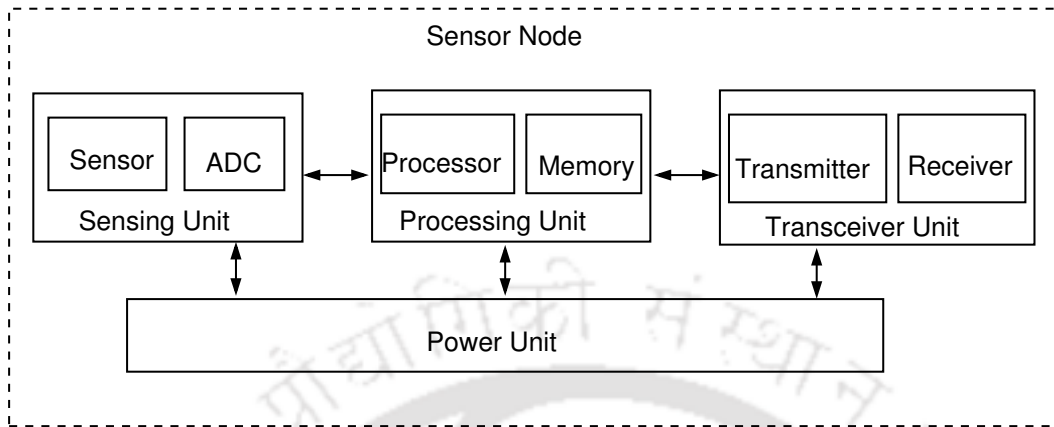 Sensor Node
Sensor
ADC
Sensing Unit
Processor
Memory
Processing Unit
Transmitter
Receiver
Transceiver Unit
Power Unit